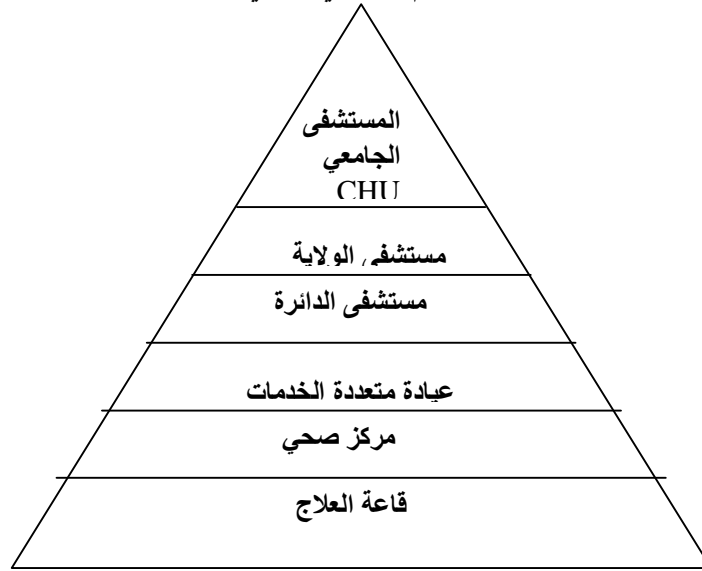 المستشفى
الجامعي
CHU
مستشفى الولاية
مستشفى الدائرة
عيادة متعددة الخدمات
مركز صحي
قاعة العلاج